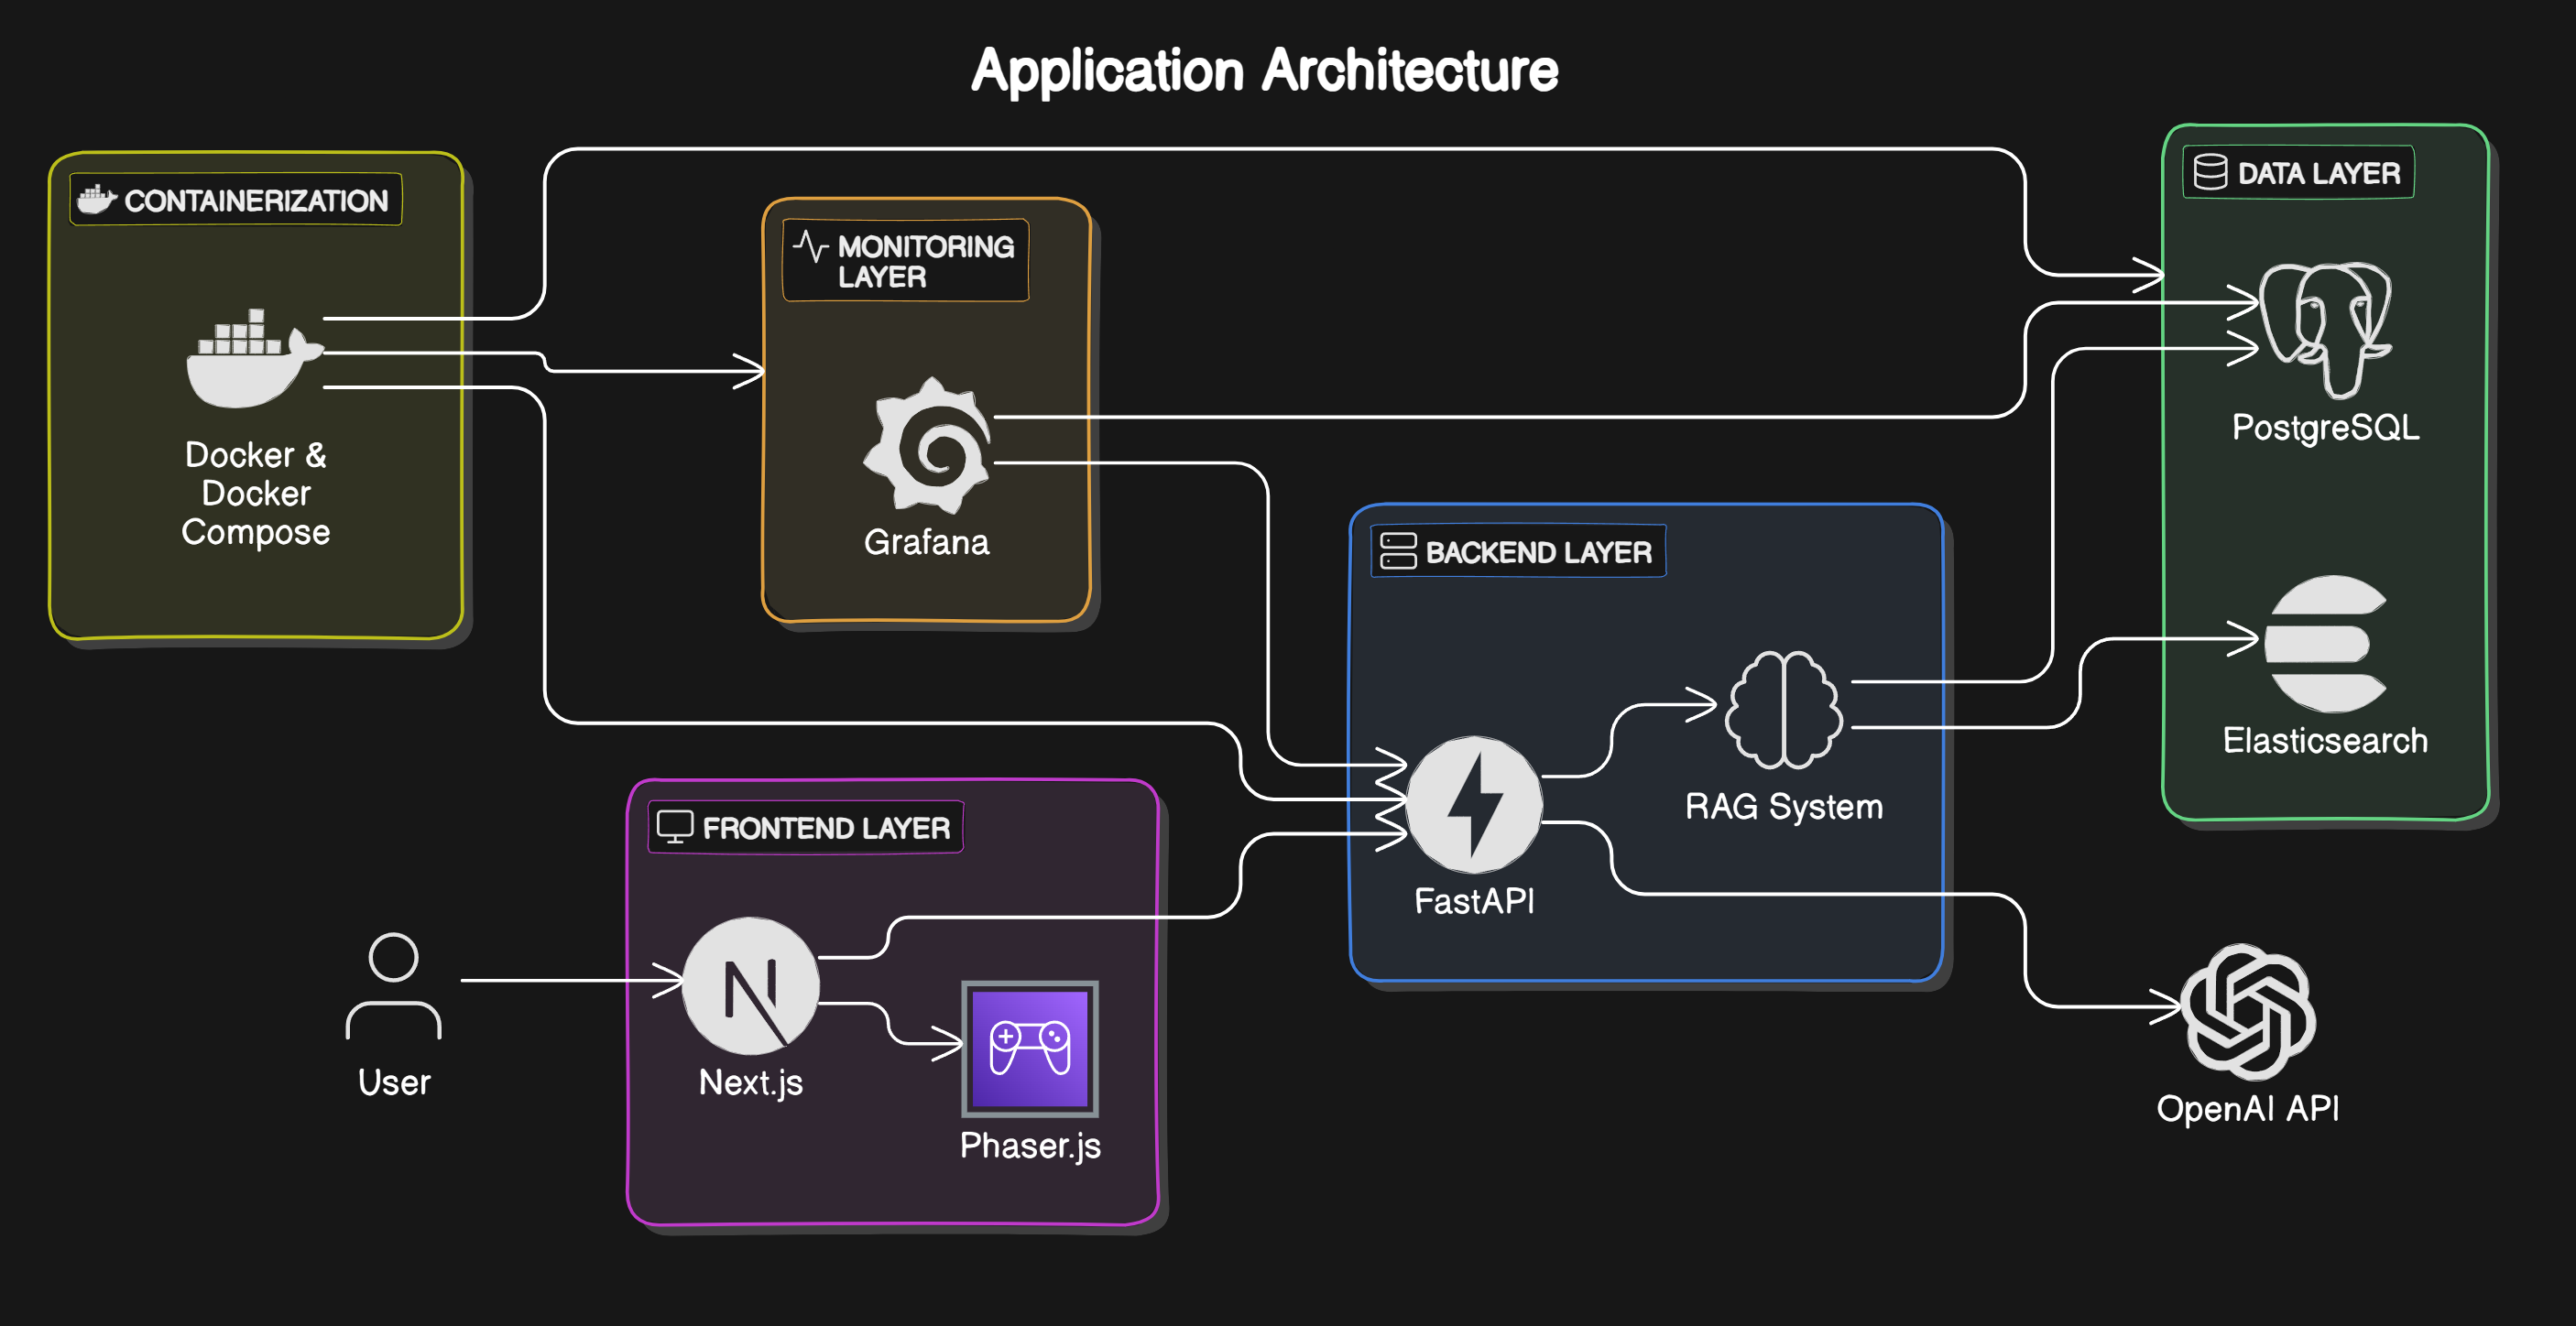 Application Architecture
CONTAINERIZATION
Docker &
Docker
Compose
MONITORING
LAYER
Grafana
DATA LAYER
PostgreSQL
Elasticsearch
BACKEND LAYER
RAG System
FastAPI
FRONTEND LAYER
User
Next.js
Phaser.js
OpenAI API